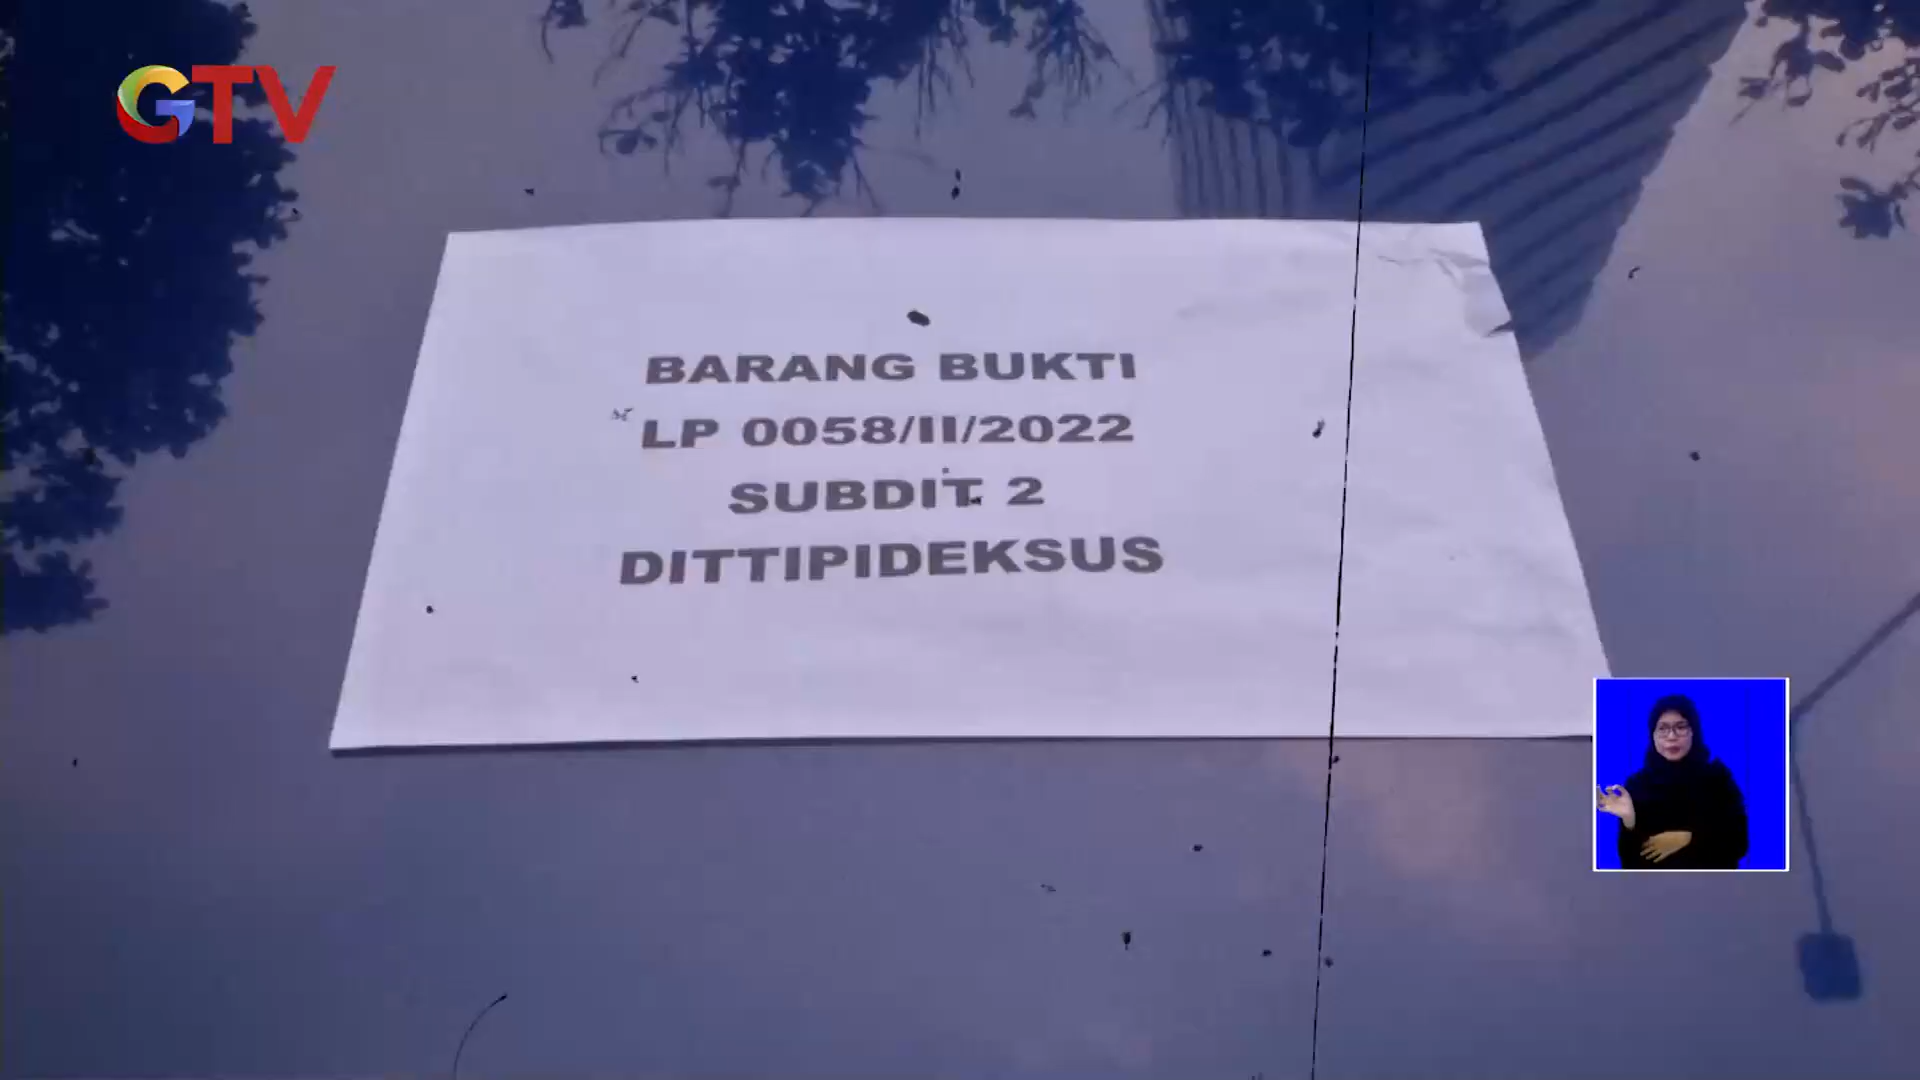 GTV
BARANG BUKTI
LP 0058/II/2022
SUBDIT 2
DITTIPIDEKSUS